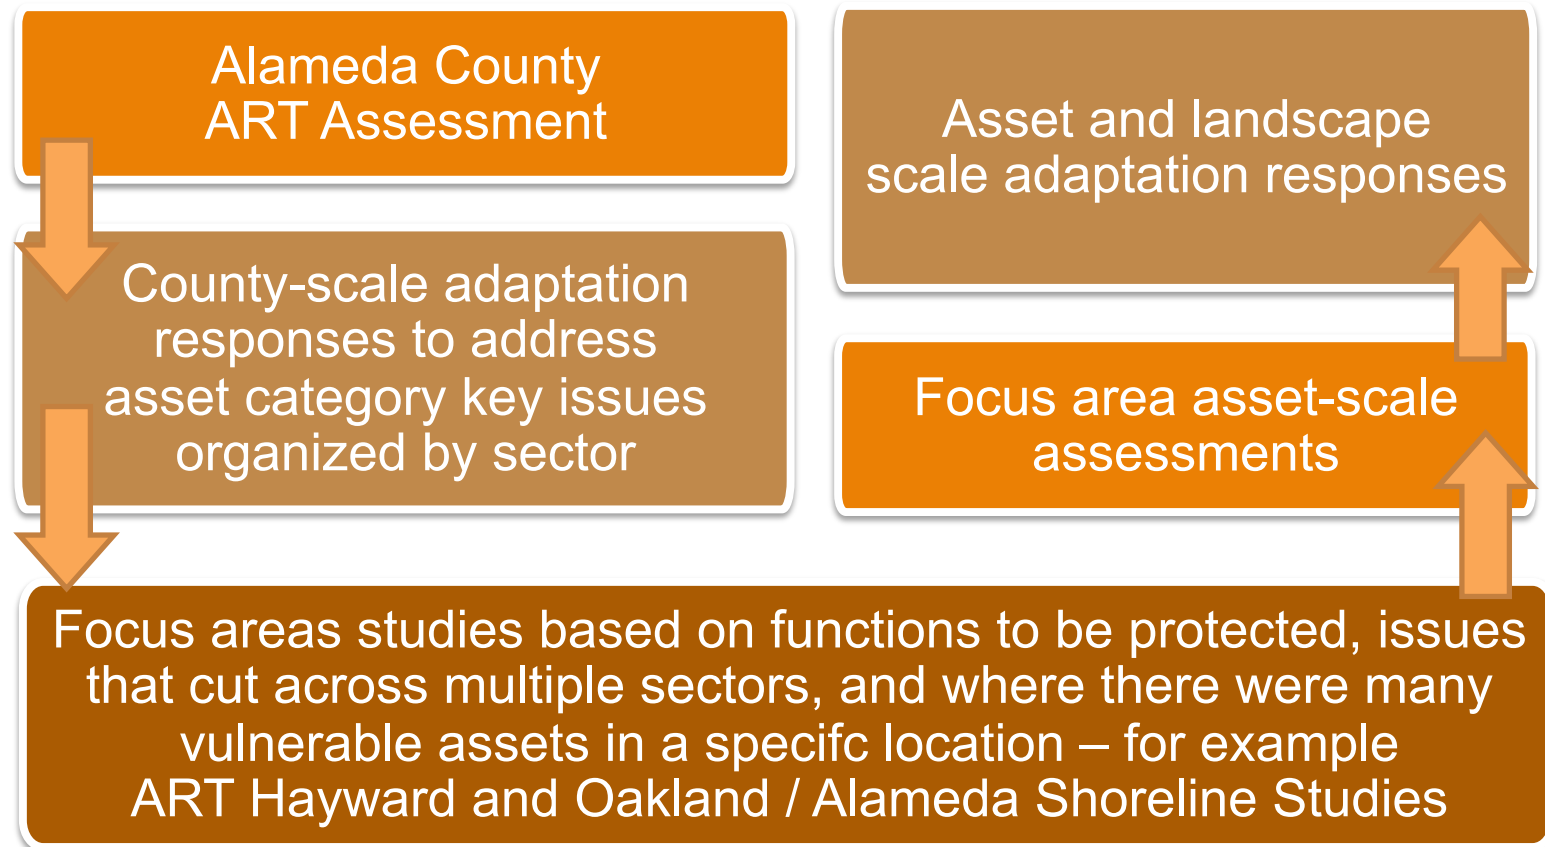 Alameda County
ART Assessment
County-scale adaptation
responses to address
asset category key issues
organized by sector
Focus areas studies based on functions to be protected, issues
that cut across multiple sectors, and where there were many
vulnerable assets in a specifc location – for example
ART Hayward and Oakland / Alameda Shoreline Studies
Focus area asset-scale
assessments
Asset and landscape
scale adaptation responses